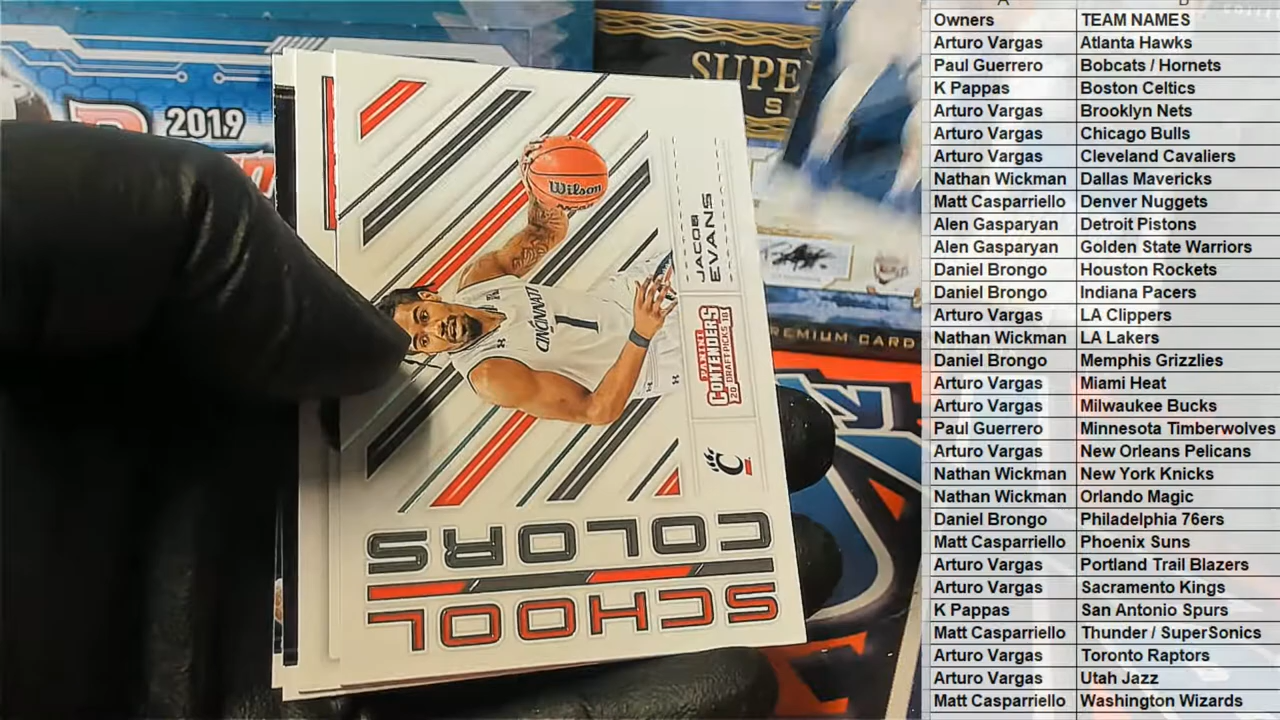 2019
SUPE
S
REMIUM CARD
Wilson
CINCINNATI
1
JACOB
EVANS
PANINI
CONTENDERS
20 DRAFT PICKS 18
C
SCHOOL
COLORS
A B
Owners TEAM NAMES
Arturo Vargas Atlanta Hawks
Paul Guerrero Bobcats / Hornets
K Pappas Boston Celtics
Arturo Vargas Brooklyn Nets
Arturo Vargas Chicago Bulls
Arturo Vargas Cleveland Cavaliers
Nathan Wickman Dallas Mavericks
Matt Casparriello Denver Nuggets
Alen Gasparyan Detroit Pistons
Alen Gasparyan Golden State Warriors
Daniel Brongo Houston Rockets
Daniel Brongo Indiana Pacers
Arturo Vargas LA Clippers
Nathan Wickman LA Lakers
Daniel Brongo Memphis Grizzlies
Arturo Vargas Miami Heat
Arturo Vargas Milwaukee Bucks
Paul Guerrero Minnesota Timberwolves
Arturo Vargas New Orleans Pelicans
Nathan Wickman New York Knicks
Nathan Wickman Orlando Magic
Daniel Brongo Philadelphia 76ers
Matt Casparriello Phoenix Suns
Arturo Vargas Portland Trail Blazers
Arturo Vargas Sacramento Kings
K Pappas San Antonio Spurs
Matt Casparriello Thunder / SuperSonics
Arturo Vargas Toronto Raptors
Arturo Vargas Utah Jazz
Matt Casparriello Washington Wizards